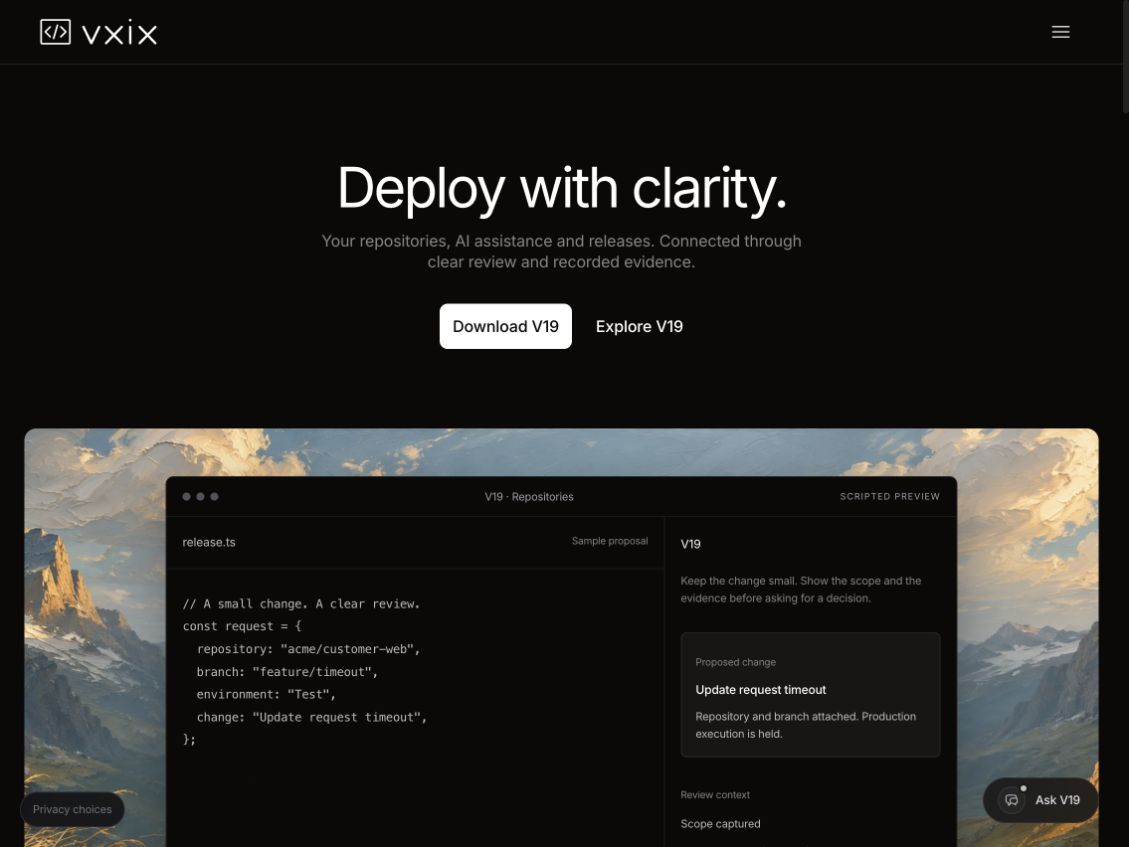 </> vxix
Deploy with clarity.
Your repositories, AI assistance and releases. Connected through
clear review and recorded evidence.
Download V19
Explore V19
V19 · Repositories
SCRIPTED PREVIEW
release.ts
Sample proposal
// A small change. A clear review.
const request = {
repository: "acme/customer-web",
branch: "feature/timeout",
environment: "Test",
change: "Update request timeout",
};
V19
Keep the change small. Show the scope and the
evidence before asking for a decision.
Proposed change
Update request timeout
Repository and branch attached. Production
execution is held.
Review context
Scope captured
Privacy choices
Ask V19